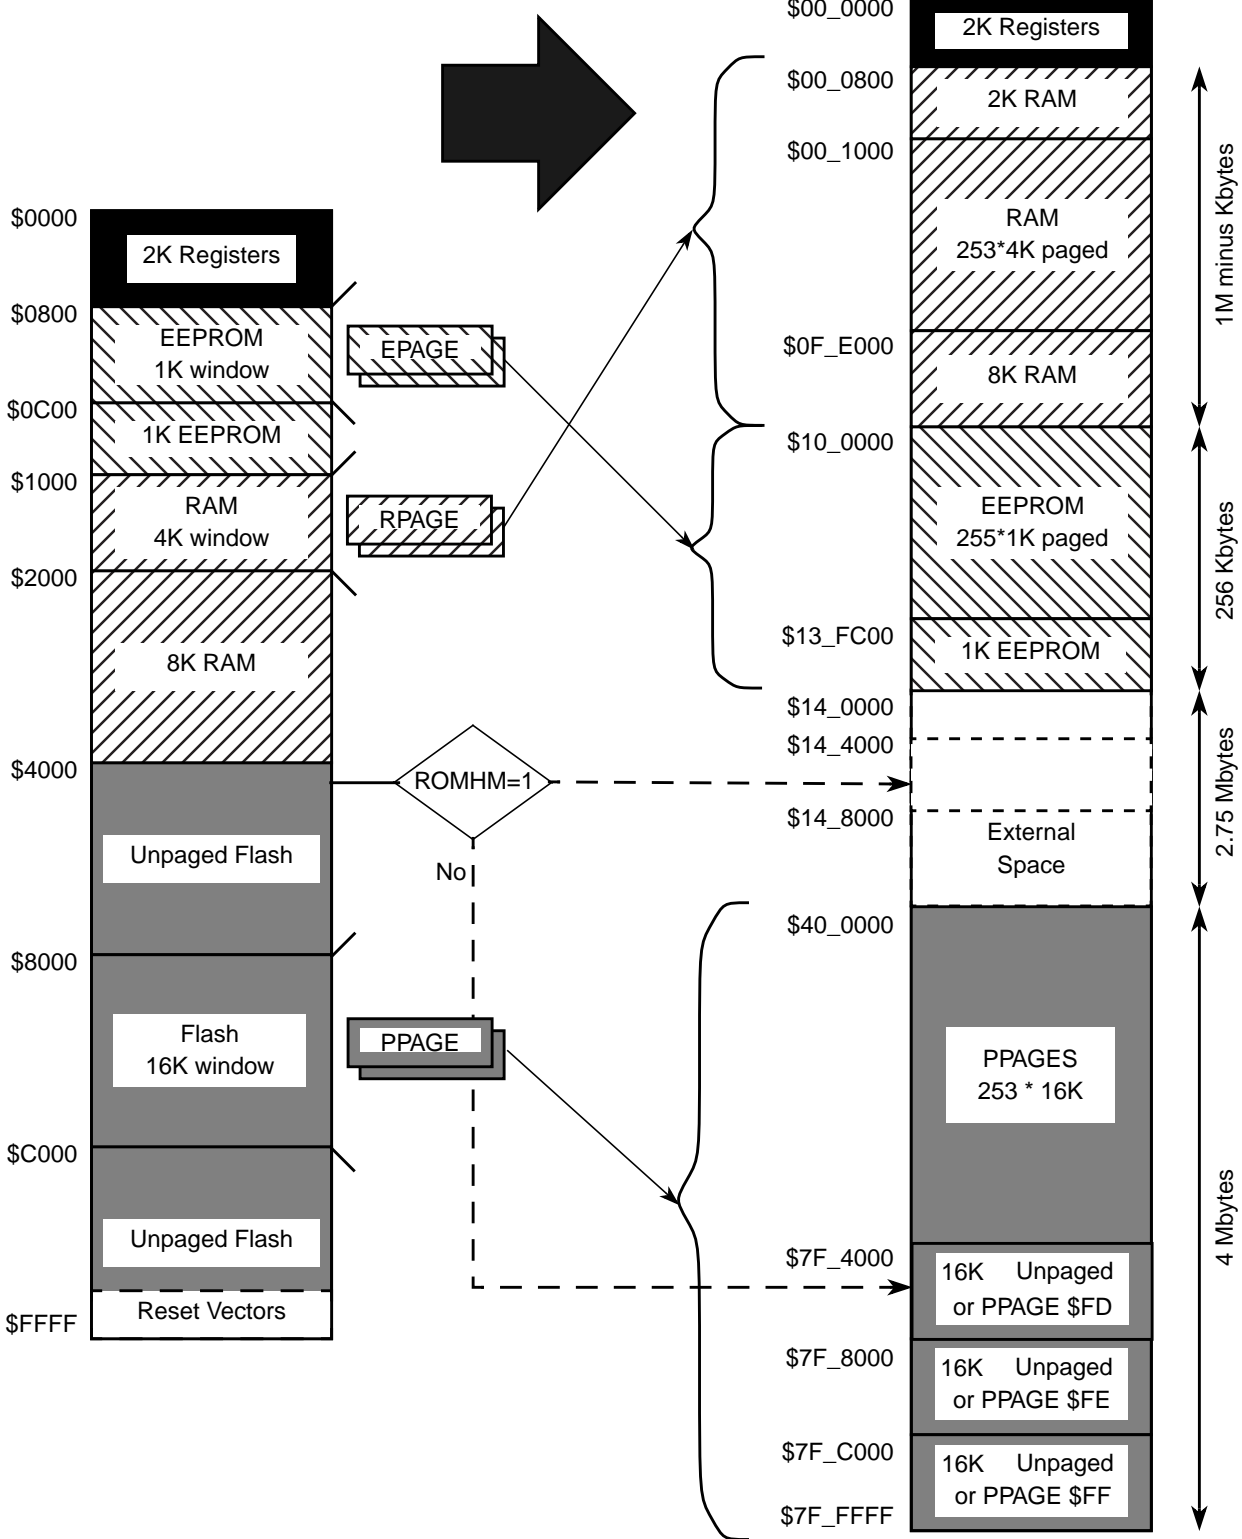 $0000
2K Registers
$0800
EEPROM
1K window
$0C00
1K EEPROM
$1000
RAM
4K window
$2000
8K RAM
$4000
Unpaged Flash
$8000
Flash
16K window
$C000
Unpaged Flash
Reset Vectors
$FFFF
EPAGE
RPAGE
ROMHM=1
No
PPAGE
$00_0000
2K Registers
$00_0800
2K RAM
$00_1000
RAM
253*4K paged
$0F_E000
8K RAM
$10_0000
EEPROM
255*1K paged
$13_FC00
1K EEPROM
$14_0000
$14_4000
$14_8000
External
Space
$40_0000
PPAGES
253 * 16K
$7F_4000
16K Unpaged
or PPAGE $FD
$7F_8000
16K Unpaged
or PPAGE $FE
$7F_C000
16K Unpaged
or PPAGE $FF
$7F_FFFF
1M minus Kbytes
256 Kbytes
2.75 Mbytes
4 Mbytes